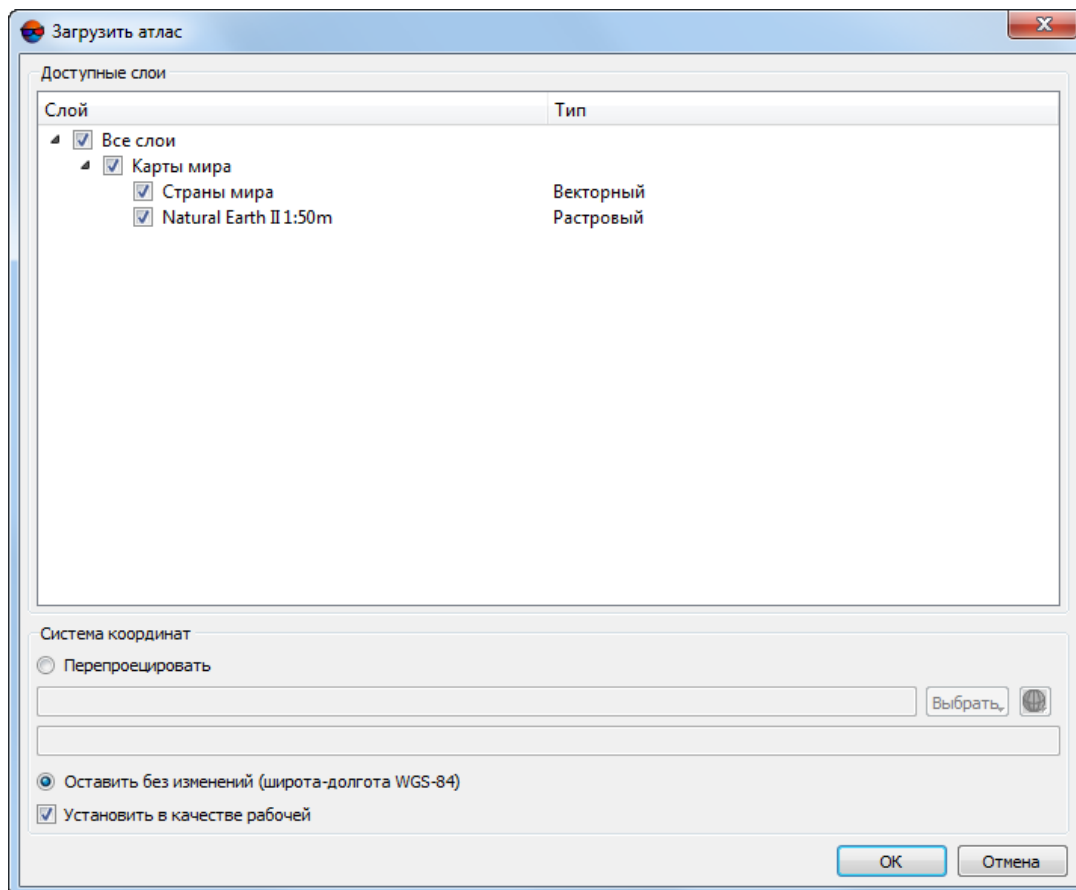 Загрузить атлас
Доступные слои
Слой Тип
Все слои
Карты мира
Страны мира Векторный
Natural Earth II 1:50m Растровый
Система координат
Перепроецировать
Выбрать
Оставить без изменений (широта-долгота WGS-84)
Установить в качестве рабочей
OK Отмена